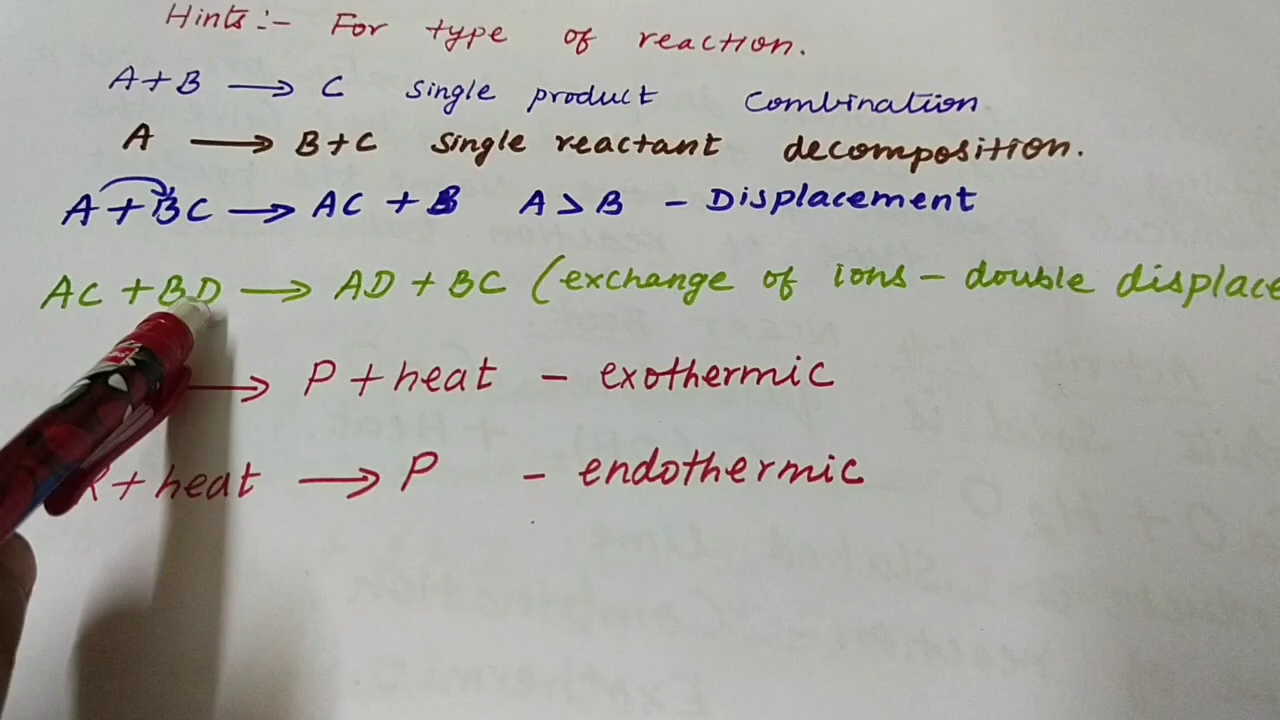 Hints:- For type of reaction.
A+B → C single product combination
A → B+C single reactant decomposition.
A+BC → AC + B A>B - Displacement
AC + BD → AD + BC (exchange of ions - double displace
→ P + heat - exothermic
R + heat → P - endothermic